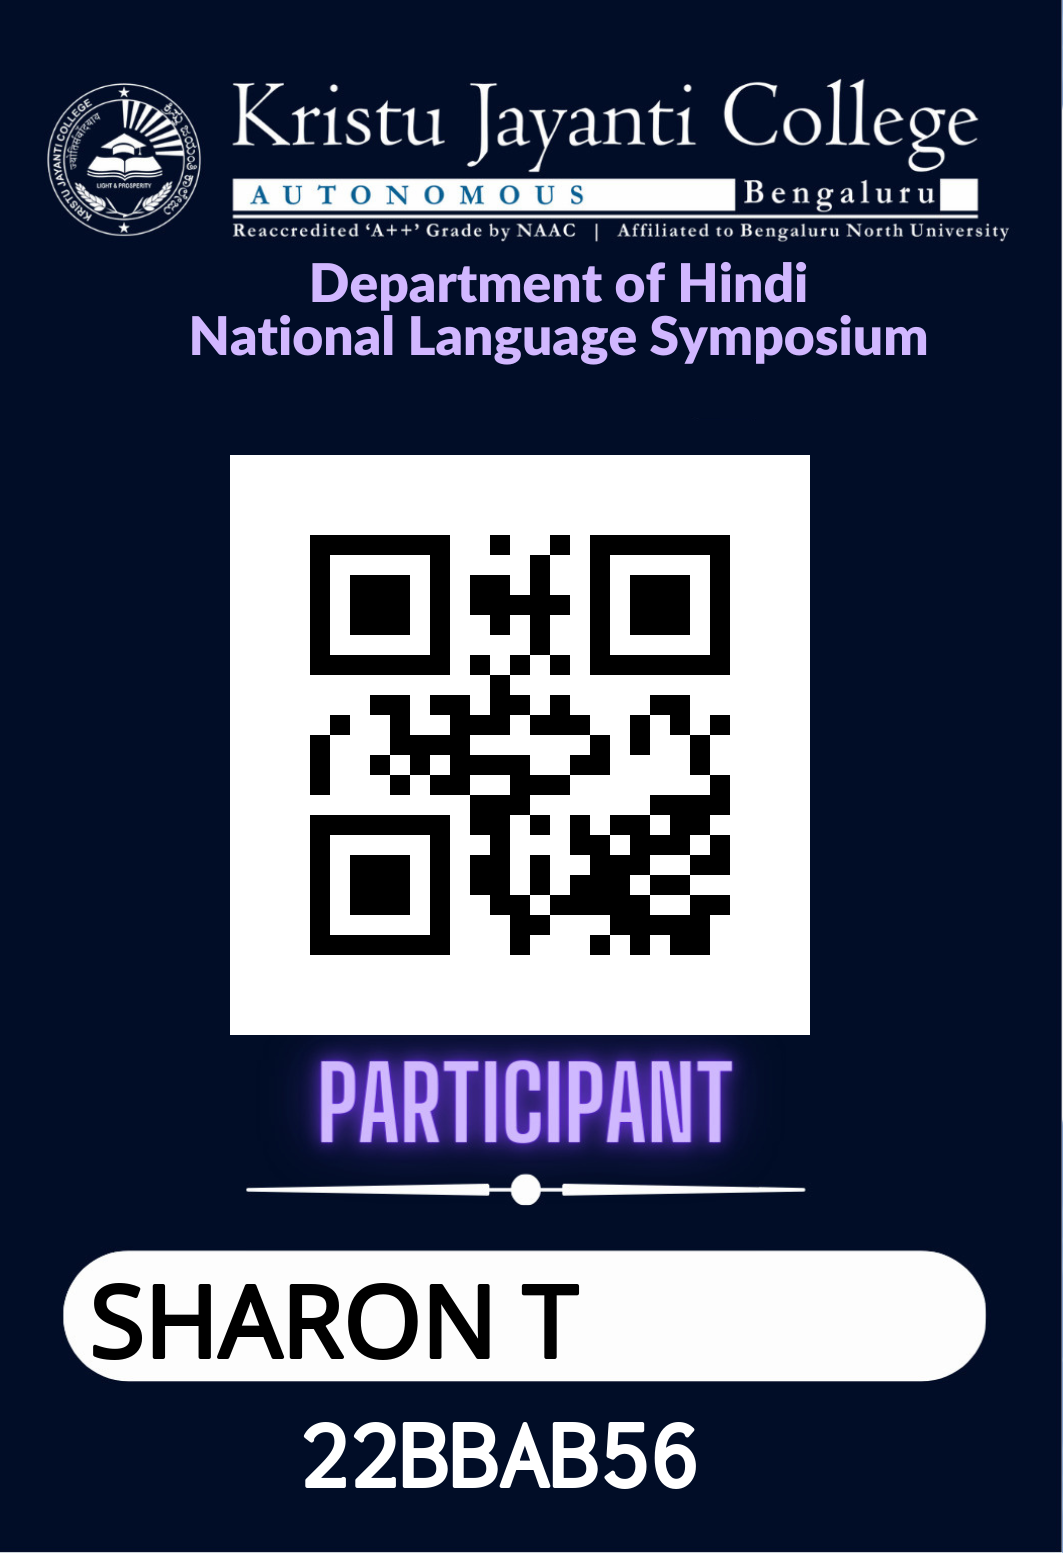 Kristu Jayanti College
AUTONOMOUS Bengaluru
Reaccredited ‘A++’ Grade by NAAC | Affiliated to Bengaluru North University
KRISTU JAYANTI COLLEGE
LIGHT & PROSPERITY
Department of Hindi
National Language Symposium
PARTICIPANT
SHARON T
22BBAB56